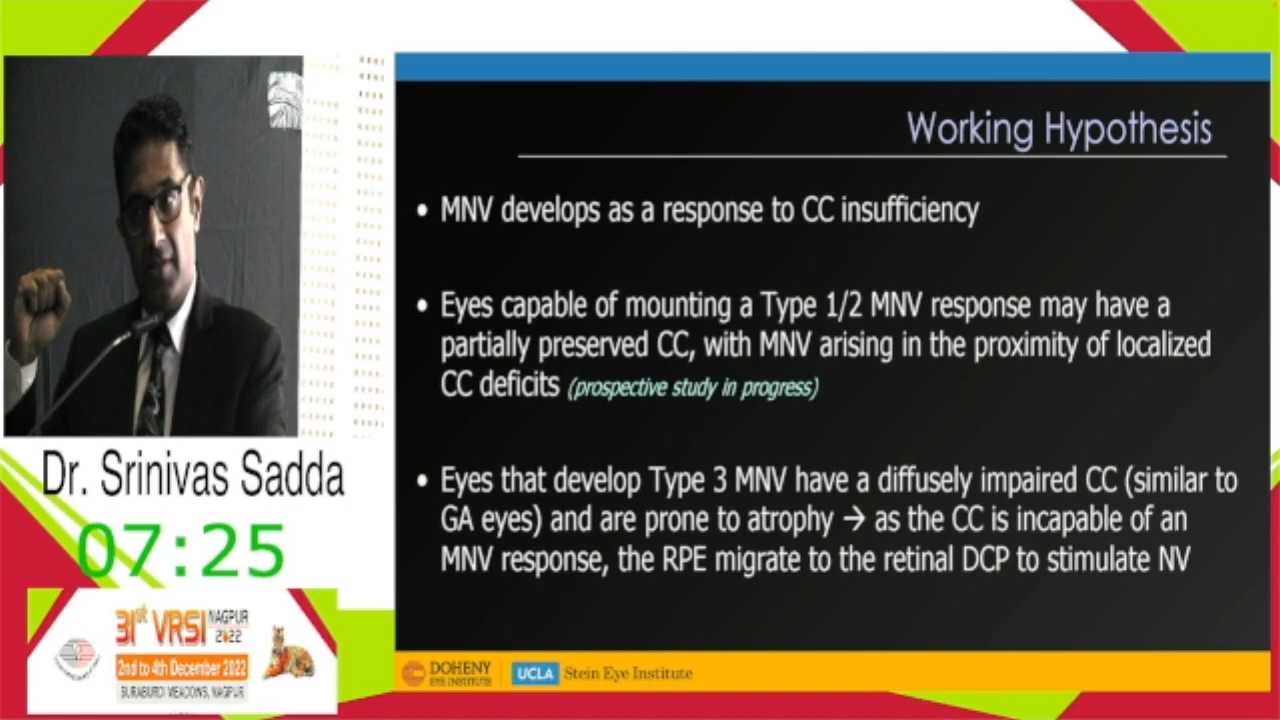 Working Hypothesis
• MNV develops as a response to CC insufficiency
• Eyes capable of mounting a Type 1/2 MNV response may have a
partially preserved CC, with MNV arising in the proximity of localized
CC deficits (prospective study in progress)
• Eyes that develop Type 3 MNV have a diffusely impaired CC (similar to
GA eyes) and are prone to atrophy → as the CC is incapable of an
MNV response, the RPE migrate to the retinal DCP to stimulate NV
DOHENY
EYE INSTITUTE
UCLA Stein Eye Institute
Dr. Srinivas Sadda
07:25
31st VRSI NAGPUR
2022
2nd to 4th December 2022
SURABURDI MEADOWS, NAGPUR